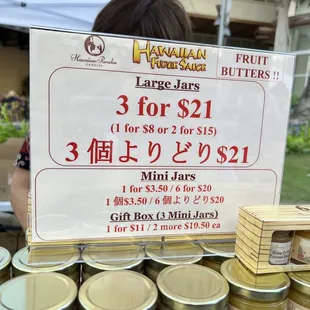 Hawaiian Paradise
CANDIES
HAWAIIAN
FUDGE SAUCE
FRUIT
BUTTERS !!
Large Jars
3 for $21
(1 for $8 or 2 for $15)
3 個よりどり$21
Mini Jars
1 for $3.50 / 6 for $20
1 個$3.50 / 6 個よりどり$20
Gift Box (3 Mini Jars)
1 for $11 / 2 more $10.50 ea